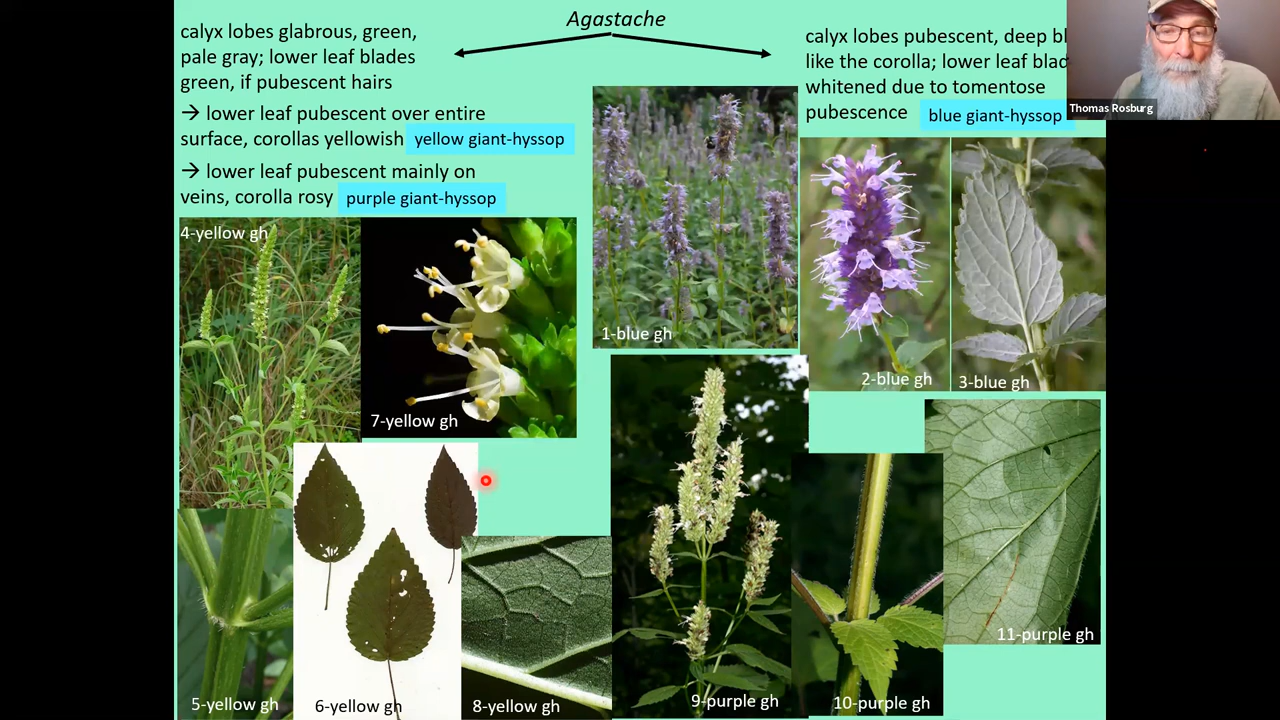 Agastache
calyx lobes glabrous, green,
pale gray; lower leaf blades
green, if pubescent hairs
→ lower leaf pubescent over entire
surface, corollas yellowish yellow giant-hyssop
→ lower leaf pubescent mainly on
veins, corolla rosy purple giant-hyssop
calyx lobes pubescent, deep bl
like the corolla; lower leaf blad
whitened due to tomentose
pubescence blue giant-hyssop
Thomas Rosburg
1-blue gh
2-blue gh
3-blue gh
4-yellow gh
7-yellow gh
5-yellow gh
6-yellow gh
8-yellow gh
9-purple gh
10-purple gh
11-purple gh